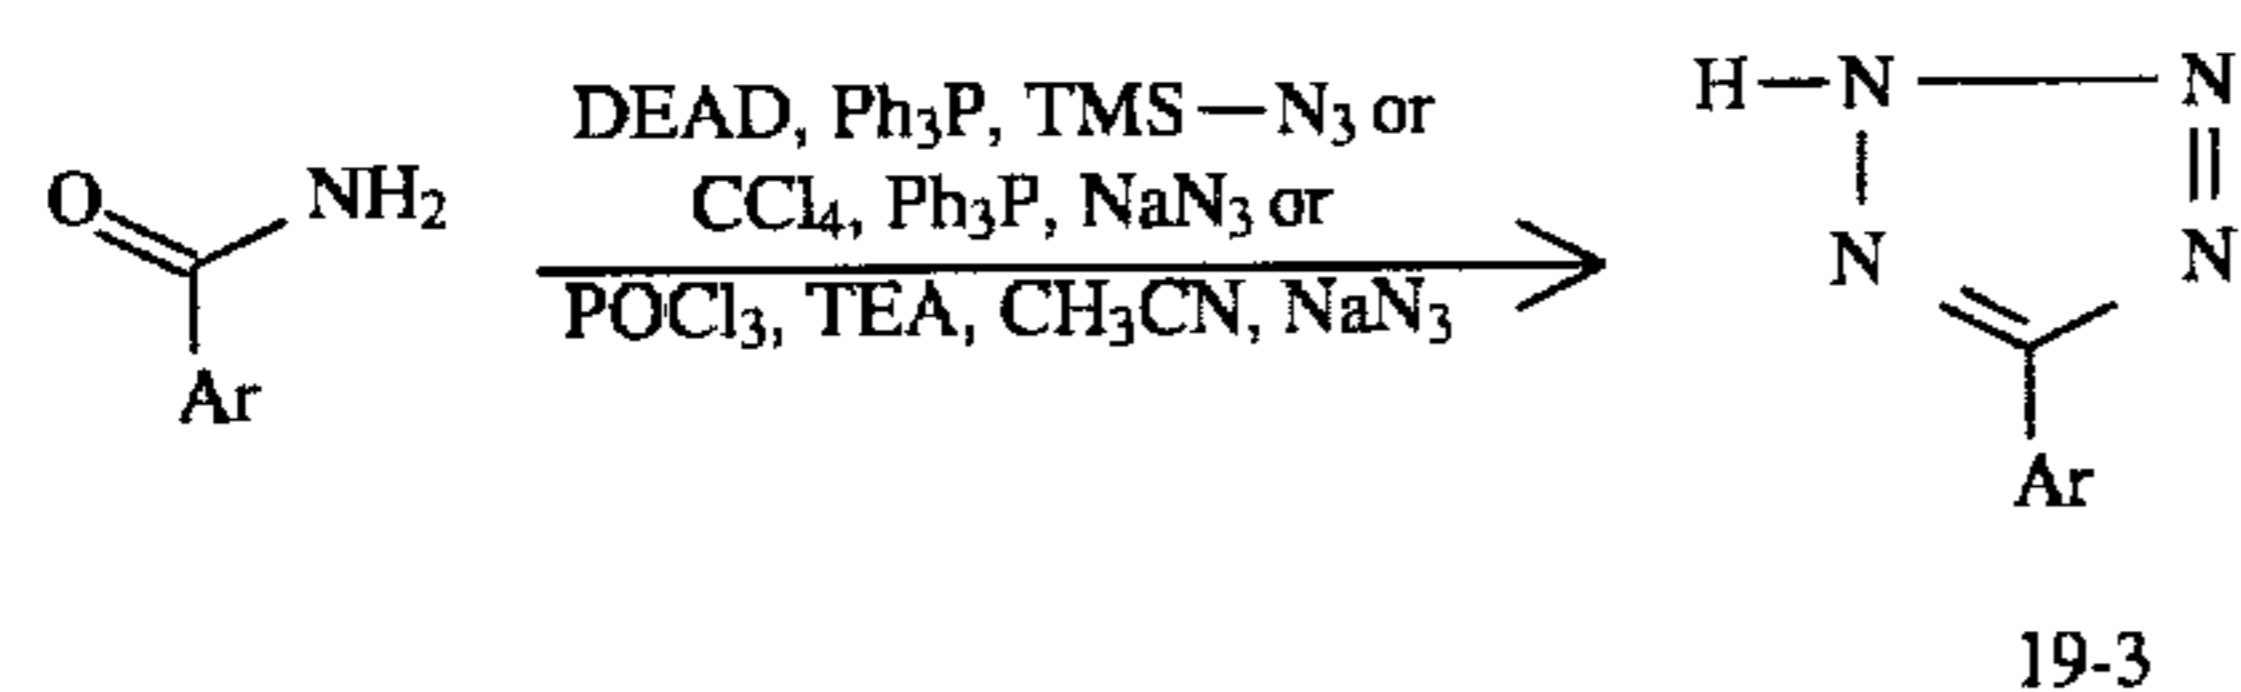 O NH₂
Ar
DEAD, Ph₃P, TMS—N₃ or
CCl₄, Ph₃P, NaN₃ or
POCl₃, TEA, CH₃CN, NaN₃
H—N N
N N
Ar
19-3